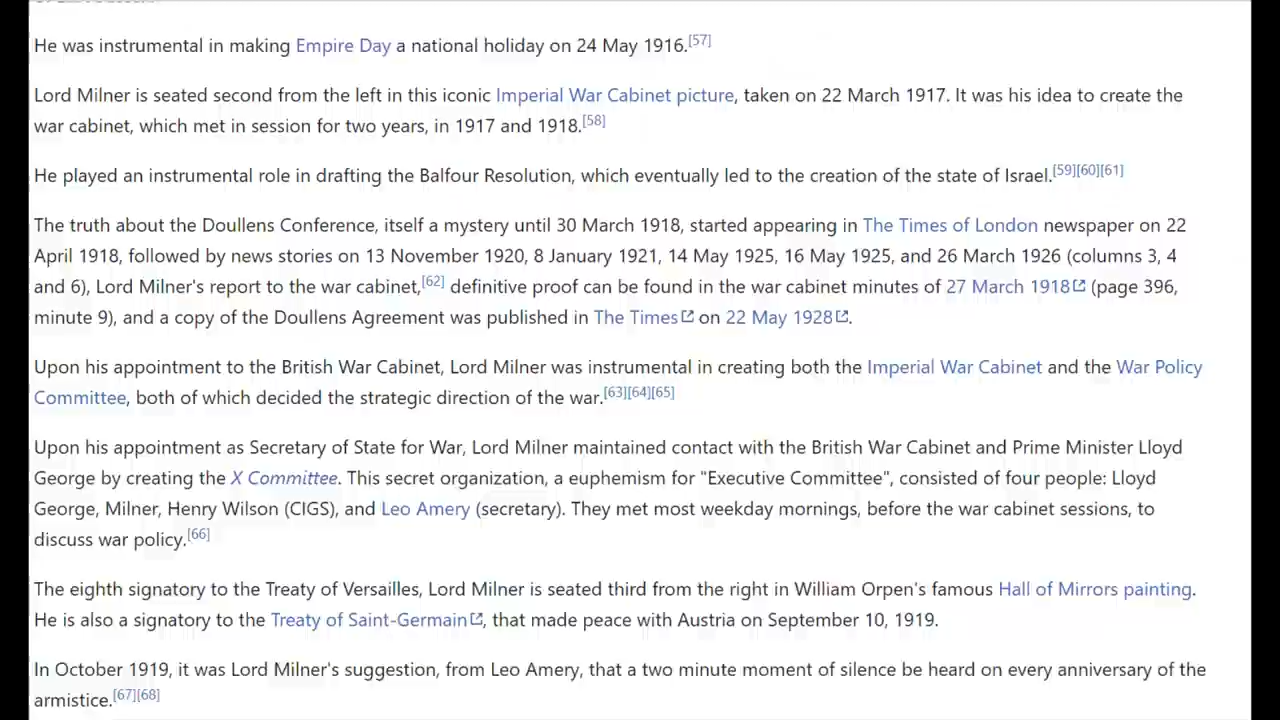 He was instrumental in making Empire Day a national holiday on 24 May 1916.[57]
Lord Milner is seated second from the left in this iconic Imperial War Cabinet picture, taken on 22 March 1917. It was his idea to create the
war cabinet, which met in session for two years, in 1917 and 1918.[58]
He played an instrumental role in drafting the Balfour Resolution, which eventually led to the creation of the state of Israel.[59][60][61]
The truth about the Doullens Conference, itself a mystery until 30 March 1918, started appearing in The Times of London newspaper on 22
April 1918, followed by news stories on 13 November 1920, 8 January 1921, 14 May 1925, 16 May 1925, and 26 March 1926 (columns 3, 4
and 6), Lord Milner's report to the war cabinet,[62] definitive proof can be found in the war cabinet minutes of 27 March 1918 (page 396,
minute 9), and a copy of the Doullens Agreement was published in The Times on 22 May 1928.
Upon his appointment to the British War Cabinet, Lord Milner was instrumental in creating both the Imperial War Cabinet and the War Policy
Committee, both of which decided the strategic direction of the war.[63][64][65]
Upon his appointment as Secretary of State for War, Lord Milner maintained contact with the British War Cabinet and Prime Minister Lloyd
George by creating the X Committee. This secret organization, a euphemism for "Executive Committee", consisted of four people: Lloyd
George, Milner, Henry Wilson (CIGS), and Leo Amery (secretary). They met most weekday mornings, before the war cabinet sessions, to
discuss war policy.[66]
The eighth signatory to the Treaty of Versailles, Lord Milner is seated third from the right in William Orpen's famous Hall of Mirrors painting.
He is also a signatory to the Treaty of Saint-Germain, that made peace with Austria on September 10, 1919.
In October 1919, it was Lord Milner's suggestion, from Leo Amery, that a two minute moment of silence be heard on every anniversary of the
armistice.[67][68]